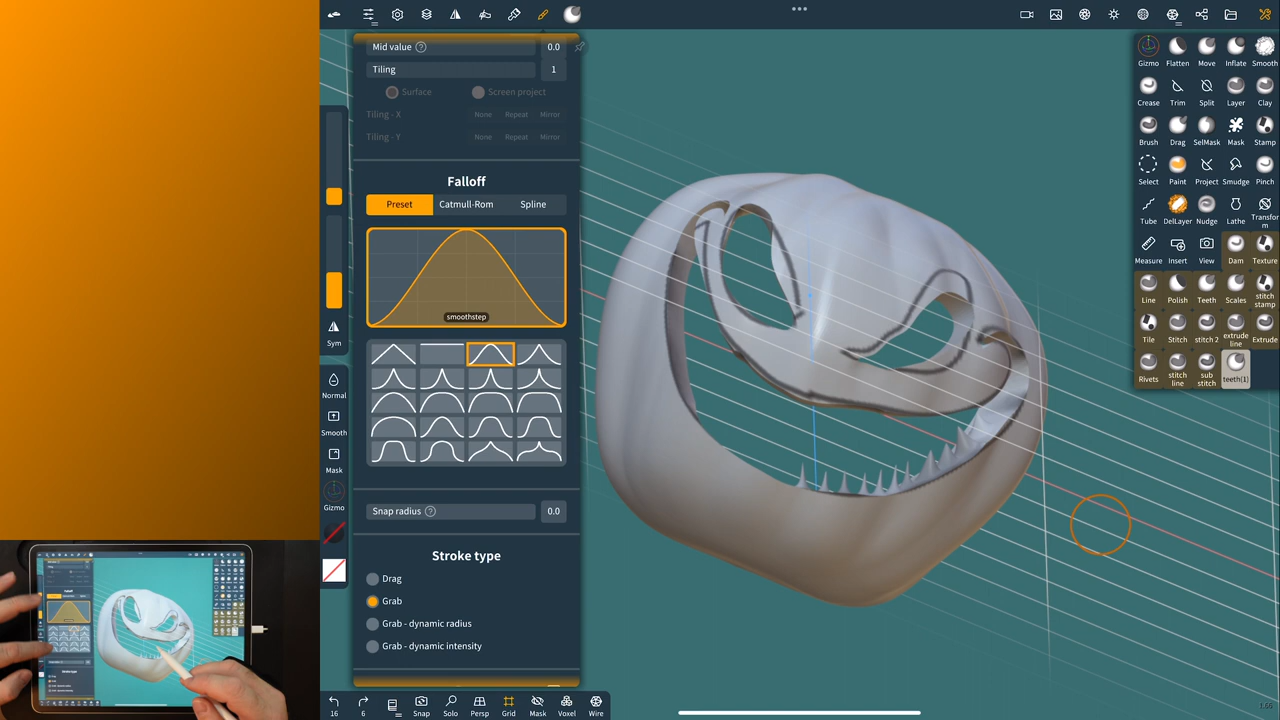 Mid value ? 0.0
Tiling 1
Surface Screen project
Tiling - X None Repeat Mirror
Tiling - Y None Repeat Mirror
Falloff
Preset Catmull-Rom Spline
smoothstep
Snap radius ? 0.0
Stroke type
Drag
Grab
Grab - dynamic radius
Grab - dynamic intensity
Sym
Normal
Smooth
Mask
Gizmo
16 6 Snap Solo Persp Grid Mask Voxel Wire
Gizmo Flatten Move Inflate Smooth
Crease Trim Split Layer Clay
Brush Drag SelMask Mask Stamp
Select Paint Project Smudge Pinch
Tube DelLayer Nudge Lathe Transfor
m
Measure Insert View Dam Texture
Line Polish Teeth Scales stitch
stamp
Tile Stitch stitch 2 extrude
line Extrude
Rivets stitch
line sub
stitch teeth(1)